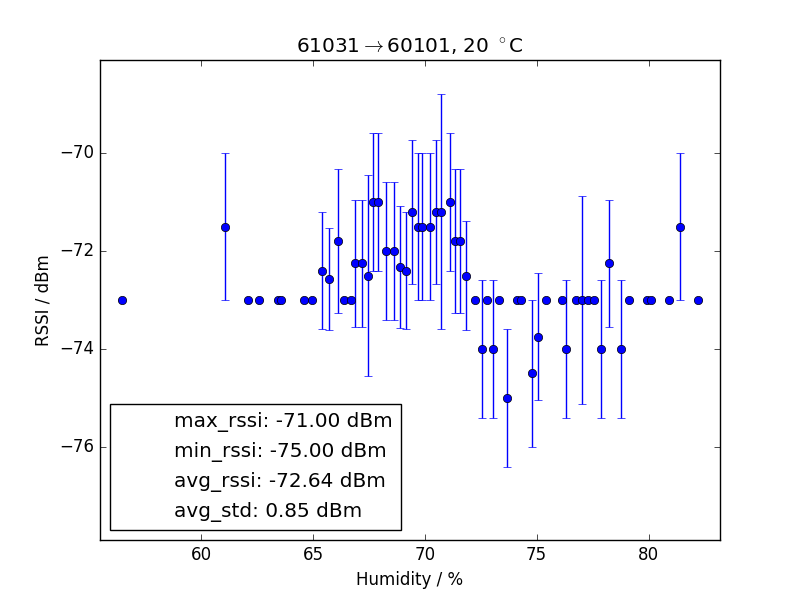 61031→60101, 20 °C
RSSI / dBm
−70
−72
−74
−76
max_rssi: -71.00 dBm
min_rssi: -75.00 dBm
avg_rssi: -72.64 dBm
avg_std: 0.85 dBm
60 65 70 75 80
Humidity / %